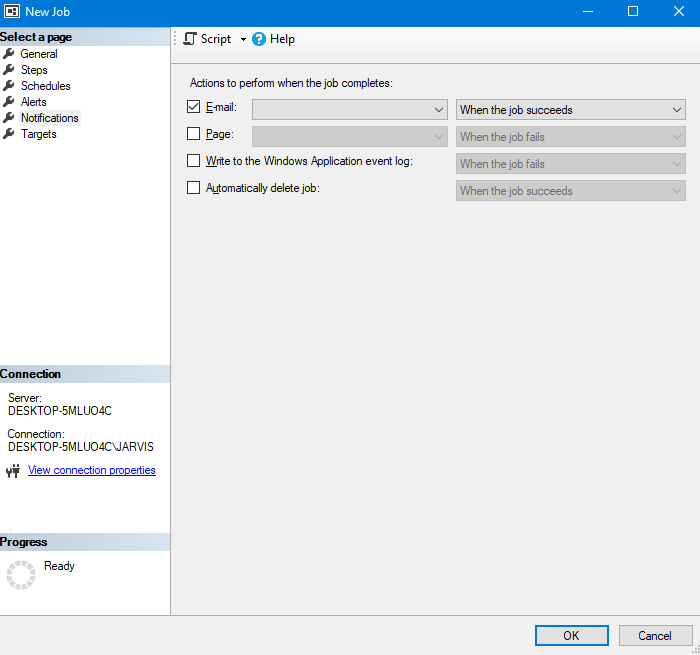 New Job
Select a page
General
Steps
Schedules
Alerts
Notifications
Targets
Script
Help
Actions to perform when the job completes:
E-mail:
When the job succeeds
Page:
When the job fails
Write to the Windows Application event log:
When the job fails
Automatically delete job:
When the job succeeds
Connection
Server:
DESKTOP-5MLUO4C
Connection:
DESKTOP-5MLUO4C\JARVIS
View connection properties
Progress
Ready
OK
Cancel